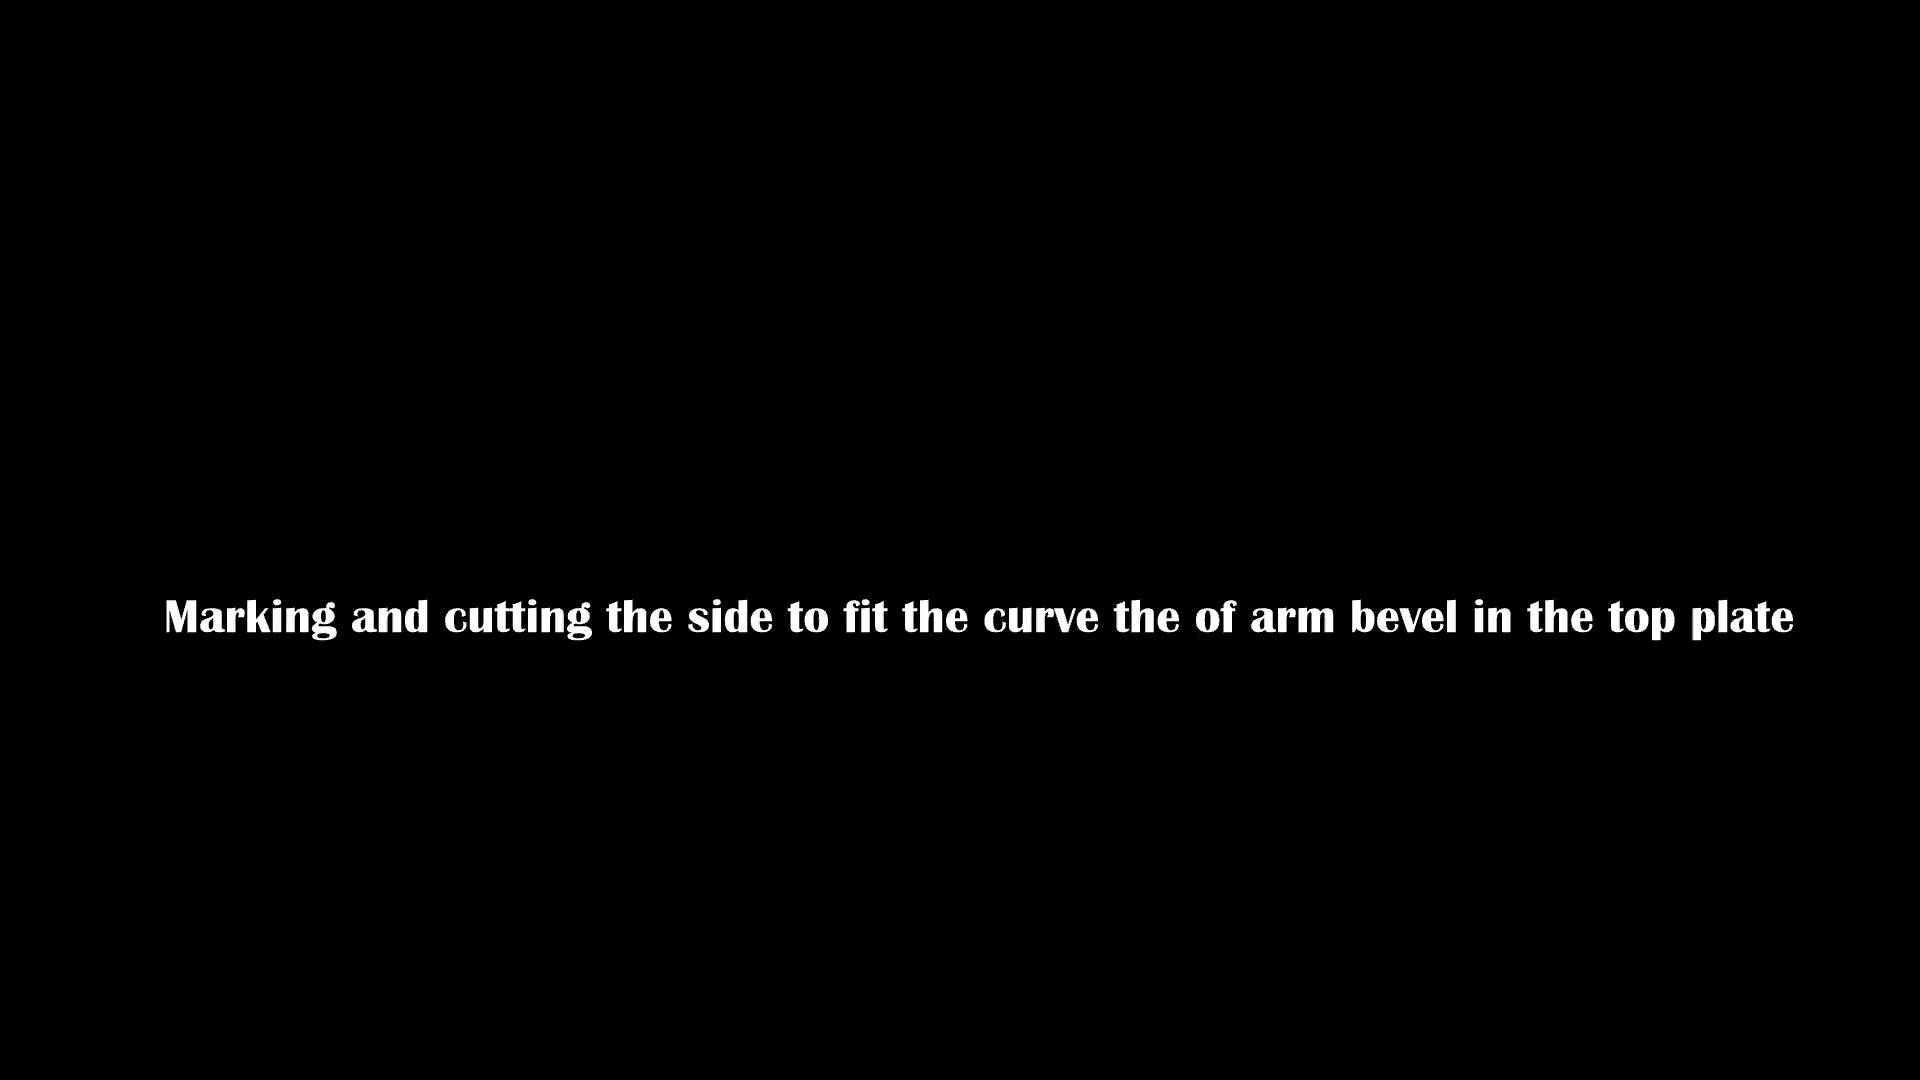 Marking and cutting the side to fit the curve the of arm bevel in the top plate